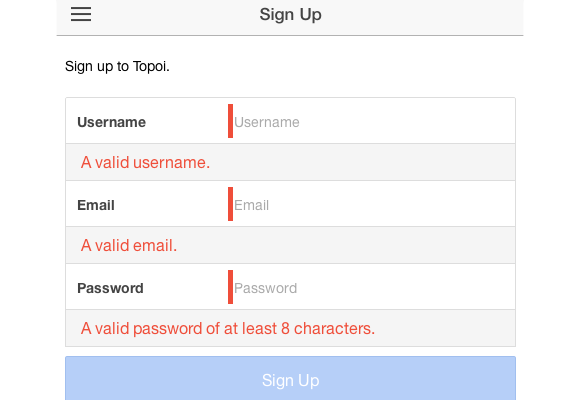 Sign Up
Sign up to Topoi.
Username Username
A valid username.
Email Email
A valid email.
Password Password
A valid password of at least 8 characters.
Sign Up